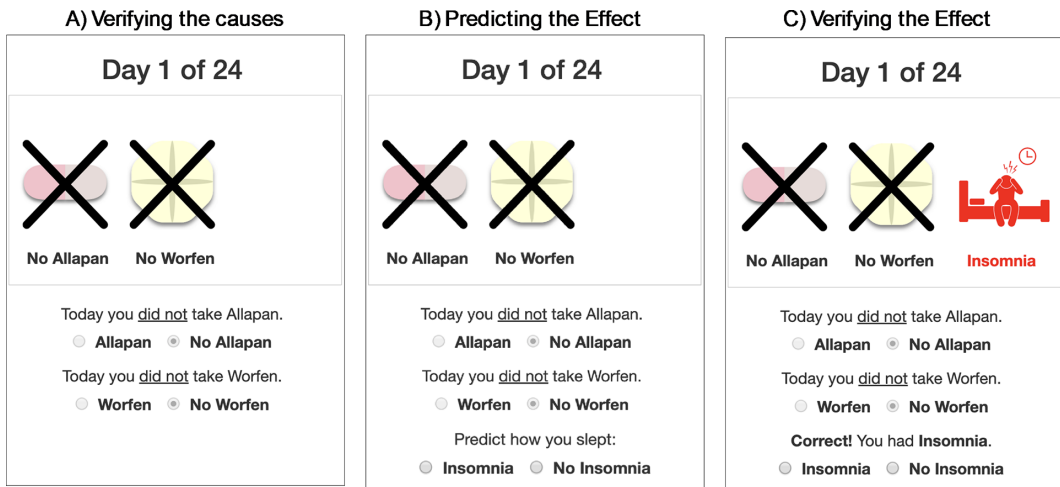 A) Verifying the causes
Day 1 of 24
No Allapan No Worfen
Today you did not take Allapan.
Allapan No Allapan
Today you did not take Worfen.
Worfen No Worfen
B) Predicting the Effect
Day 1 of 24
No Allapan No Worfen
Today you did not take Allapan.
Allapan No Allapan
Today you did not take Worfen.
Worfen No Worfen
Predict how you slept:
Insomnia No Insomnia
C) Verifying the Effect
Day 1 of 24
No Allapan No Worfen Insomnia
Today you did not take Allapan.
Allapan No Allapan
Today you did not take Worfen.
Worfen No Worfen
Correct! You had Insomnia.
Insomnia No Insomnia